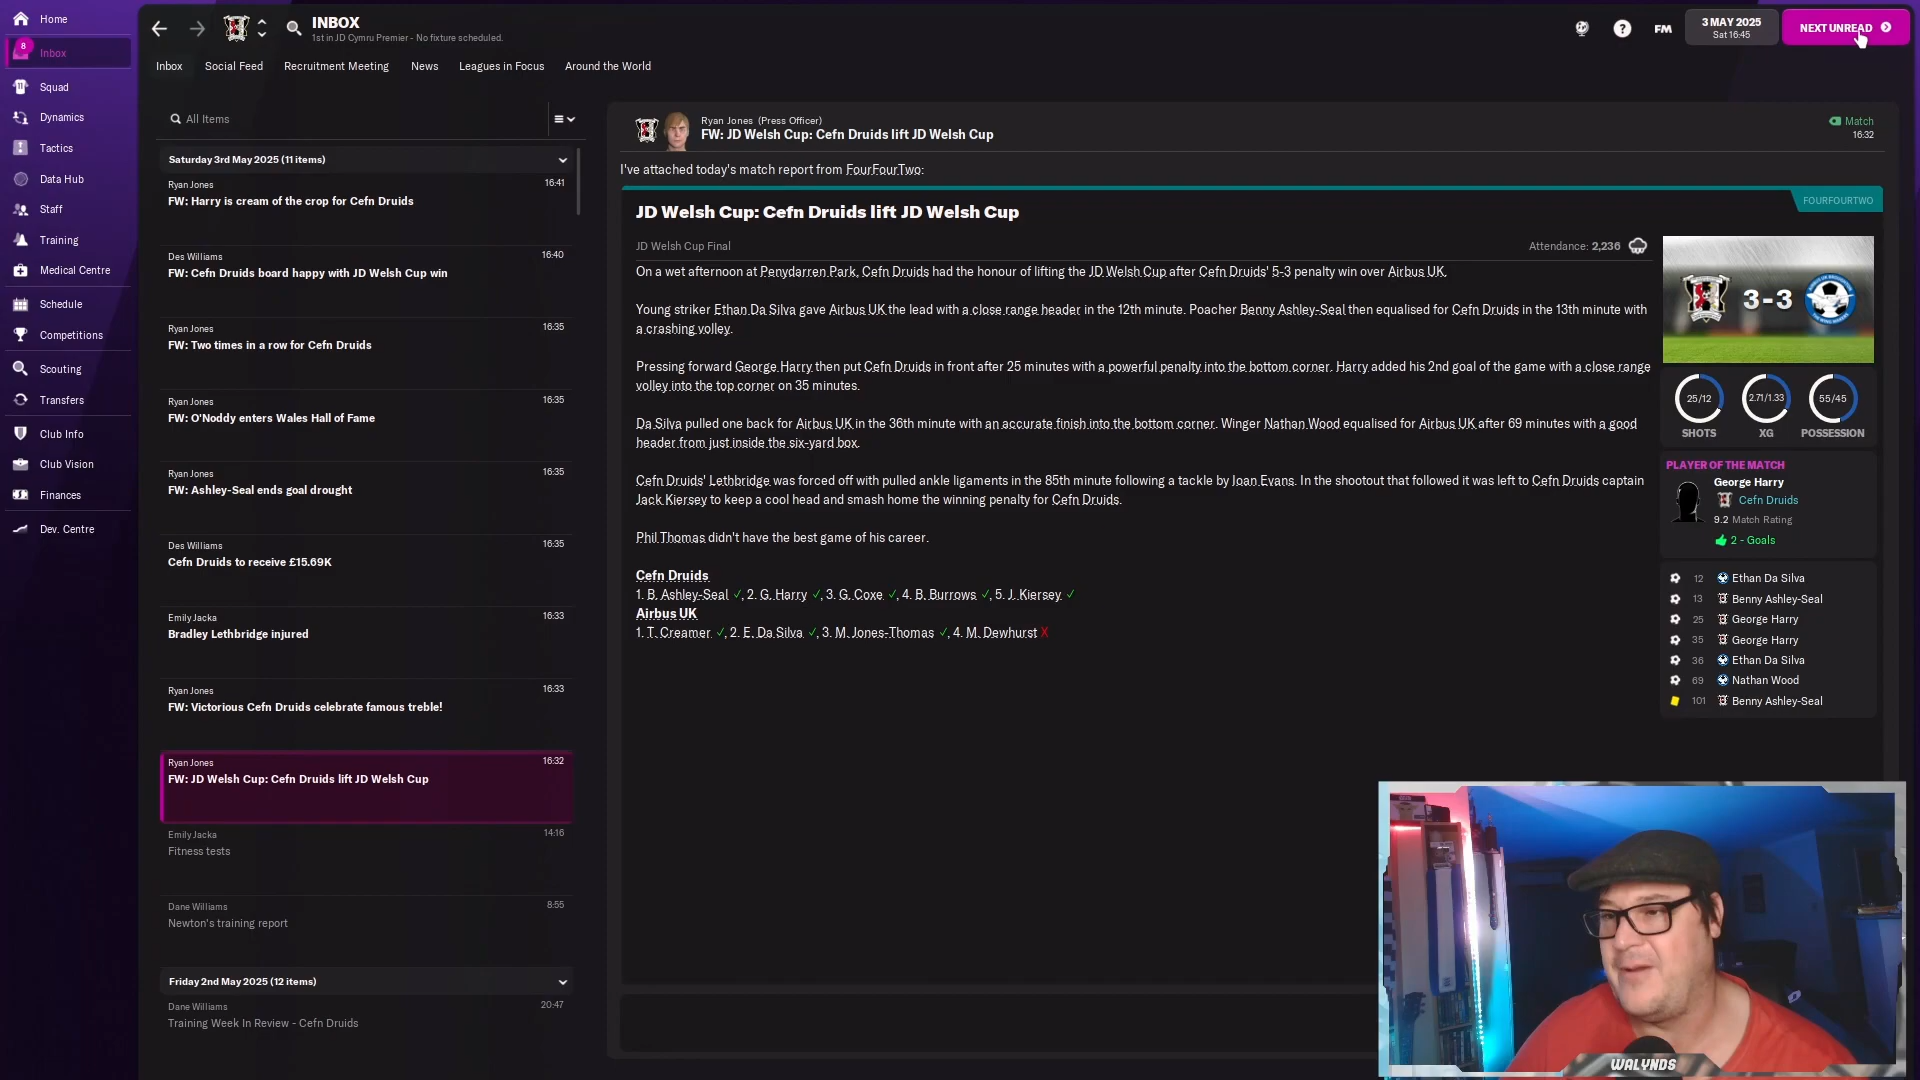 Home
8
Inbox
Squad
Dynamics
Tactics
Data Hub
Staff
Training
Medical Centre
Schedule
Competitions
Scouting
Transfers
Club Info
Club Vision
Finances
Dev. Centre
INBOX
1st in JD Cymru Premier - No fixture scheduled.
? FM
3 MAY 2025
Sat 16:45
NEXT UNREAD
Inbox Social Feed Recruitment Meeting News Leagues in Focus Around the World
All Items
Saturday 3rd May 2025 (11 items)
Ryan Jones 16:41
FW: Harry is cream of the crop for Cefn Druids
Des Williams 16:40
FW: Cefn Druids board happy with JD Welsh Cup win
Ryan Jones 16:35
FW: Two times in a row for Cefn Druids
Ryan Jones 16:35
FW: O'Noddy enters Wales Hall of Fame
Ryan Jones 16:35
FW: Ashley-Seal ends goal drought
Des Williams 16:35
Cefn Druids to receive £15.69K
Emily Jacka 16:33
Bradley Lethbridge injured
Ryan Jones 16:33
FW: Victorious Cefn Druids celebrate famous treble!
Ryan Jones 16:32
FW: JD Welsh Cup: Cefn Druids lift JD Welsh Cup
Emily Jacka 14:16
Fitness tests
Dane Williams 8:55
Newton's training report
Friday 2nd May 2025 (12 items)
Dane Williams 20:47
Training Week In Review - Cefn Druids
Ryan Jones (Press Officer)
FW: JD Welsh Cup: Cefn Druids lift JD Welsh Cup
Match
16:32
I've attached today's match report from FourFourTwo:
FOURFOURTWO
JD Welsh Cup: Cefn Druids lift JD Welsh Cup
JD Welsh Cup Final Attendance: 2,236
On a wet afternoon at Penydarren Park, Cefn Druids had the honour of lifting the JD Welsh Cup after Cefn Druids' 5-3 penalty win over Airbus UK.
Young striker Ethan Da Silva gave Airbus UK the lead with a close range header in the 12th minute. Poacher Benny Ashley-Seal then equalised for Cefn Druids in the 13th minute with
a crashing volley.
Pressing forward George Harry then put Cefn Druids in front after 25 minutes with a powerful penalty into the bottom corner. Harry added his 2nd goal of the game with a close range
volley into the top corner on 35 minutes.
Da Silva pulled one back for Airbus UK in the 36th minute with an accurate finish into the bottom corner. Winger Nathan Wood equalised for Airbus UK after 69 minutes with a good
header from just inside the six-yard box.
Cefn Druids' Lethbridge was forced off with pulled ankle ligaments in the 85th minute following a tackle by Joan Evans. In the shootout that followed it was left to Cefn Druids captain
Jack Kiersey to keep a cool head and smash home the winning penalty for Cefn Druids.
Phil Thomas didn't have the best game of his career.
Cefn Druids
1. B. Ashley-Seal ✓, 2. G. Harry ✓, 3. G. Coxe ✓, 4. B. Burrows ✓, 5. J. Kiersey ✓
Airbus UK
1. T. Creamer ✓, 2. E. Da Silva ✓, 3. M. Jones-Thomas ✓, 4. M. Dewhurst X
3-3
25/12 2.71/1.33 55/45
SHOTS XG POSSESSION
PLAYER OF THE MATCH
George Harry
Cefn Druids
9.2 Match Rating
2 - Goals
12 Ethan Da Silva
13 Benny Ashley-Seal
25 George Harry
35 George Harry
36 Ethan Da Silva
69 Nathan Wood
101 Benny Ashley-Seal
WALYNDS